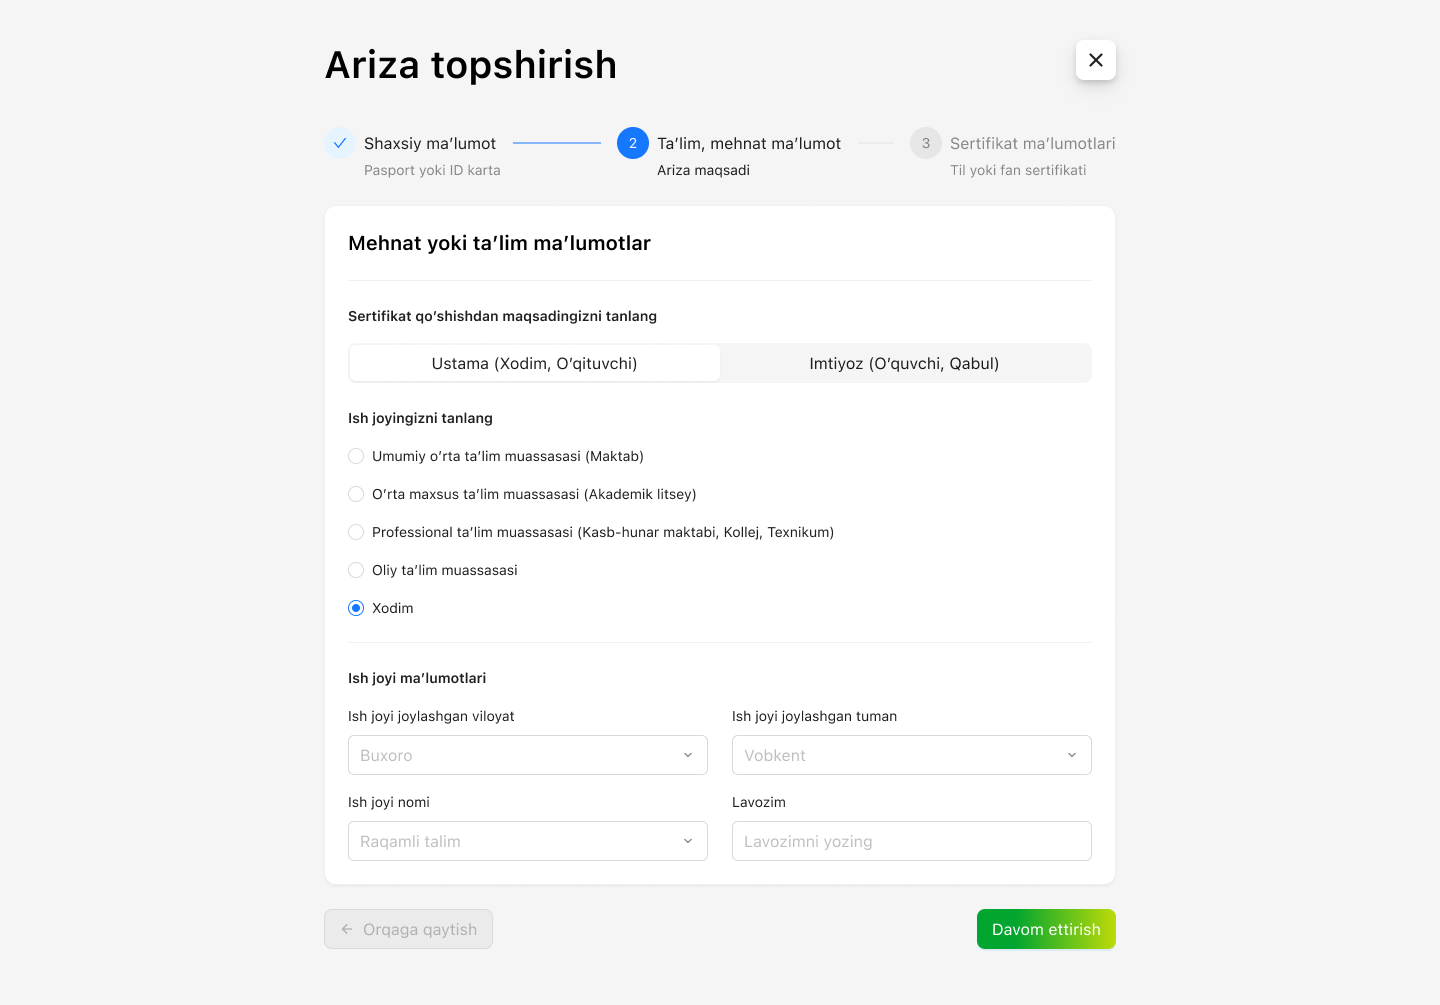 Ariza topshirish
Shaxsiy ma’lumot
Pasport yoki ID karta
2
Ta’lim, mehnat ma’lumot
Ariza maqsadi
3
Sertifikat ma’lumotlari
Til yoki fan sertifikati
Mehnat yoki ta’lim ma’lumotlar
Sertifikat qo’shishdan maqsadingizni tanlang
Ustama (Xodim, O’qituvchi)
Imtiyoz (O’quvchi, Qabul)
Ish joyingizni tanlang
Umumiy o’rta ta’lim muassasasi (Maktab)
O’rta maxsus ta’lim muassasasi (Akademik litsey)
Professional ta’lim muassasasi (Kasb-hunar maktabi, Kollej, Texnikum)
Oliy ta’lim muassasasi
Xodim
Ish joyi ma’lumotlari
Ish joyi joylashgan viloyat
Ish joyi joylashgan tuman
Buxoro
Vobkent
Ish joyi nomi
Lavozim
Raqamli talim
Lavozimni yozing
Orqaga qaytish
Davom ettirish